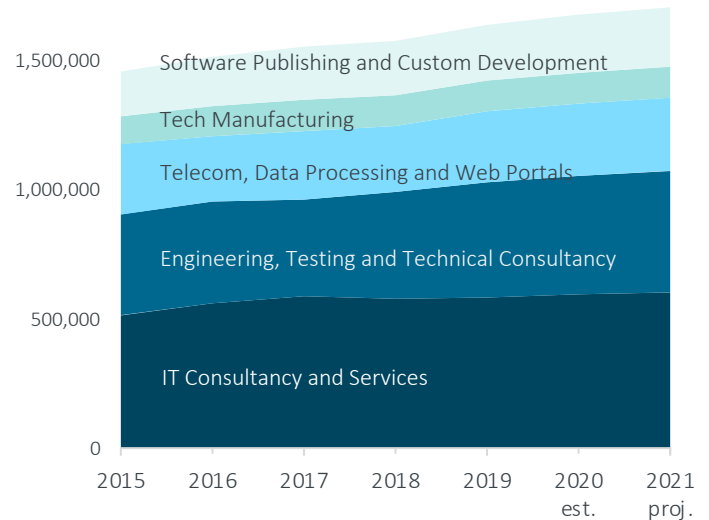 1,500,000
Software Publishing and Custom Development
Tech Manufacturing
Telecom, Data Processing and Web Portals
1,000,000
Engineering, Testing and Technical Consultancy
500,000
IT Consultancy and Services
0
2015 2016 2017 2018 2019 2020 2021
est. proj.